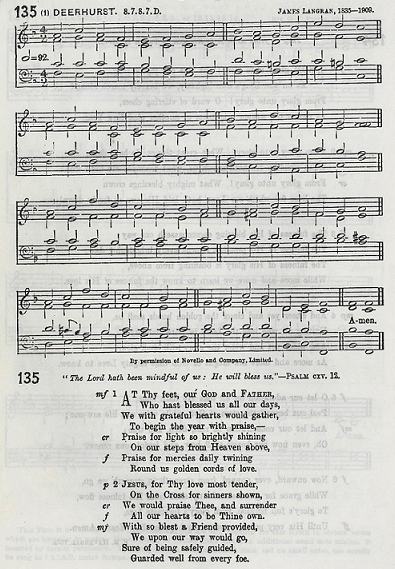 135 (1) DEERHURST. 8.7.8.7.D. JAMES LANGRAN, 1835—1909.
=92.
A-men.
By permission of Novello and Company, Limited.
135 "The Lord hath been mindful of us: He will bless us."—PSALM cxv. 12.
mf 1 AT Thy feet, our GOD and FATHER,
Who hast blessed us all our days,
We with grateful hearts would gather,
To begin the year with praise,—
cr Praise for light so brightly shining
On our steps from Heaven above,
f Praise for mercies daily twining
Round us golden cords of love.
p 2 JESUS, for Thy love most tender,
On the Cross for sinners shown,
cr We would praise Thee, and surrender
f All our hearts to be Thine own.
mf With so blest a Friend provided,
We upon our way would go,
Sure of being safely guided,
Guarded well from every foe.